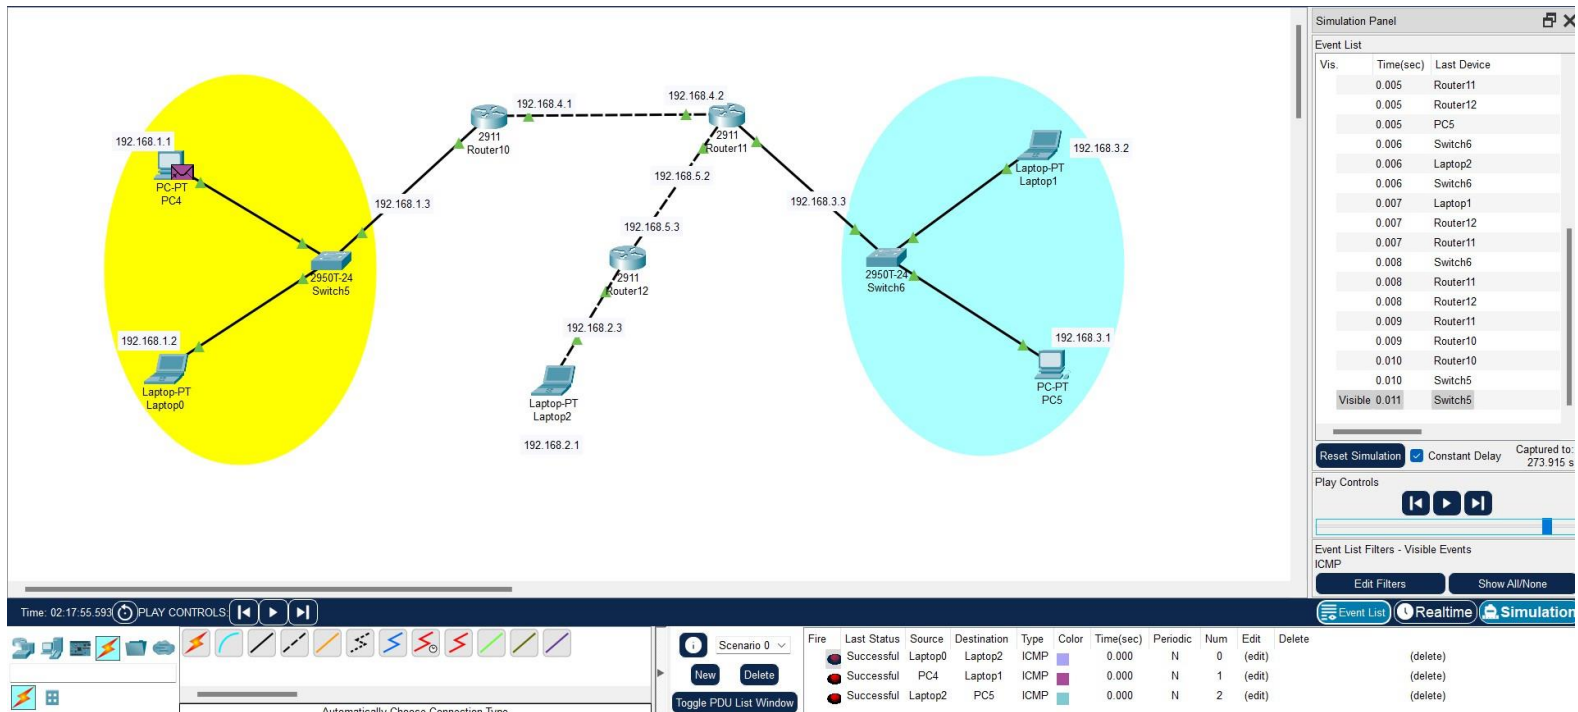 Simulation Panel
Event List
Vis. Time(sec) Last Device
0.005 Router11
0.005 Router12
0.005 PC5
0.006 Switch6
0.006 Laptop2
0.006 Switch6
0.007 Laptop1
0.007 Router12
0.007 Router11
0.008 Switch6
0.008 Router11
0.008 Router12
0.009 Router11
0.009 Router10
0.010 Router10
0.010 Switch5
Visible 0.011 Switch5
Reset Simulation Constant Delay Captured to:
273.915 s
Play Controls
Event List Filters - Visible Events
ICMP
Edit Filters Show All/None
192.168.1.1
PC-PT
PC4
192.168.1.2
Laptop-PT
Laptop0
2950T-24
Switch5
192.168.1.3
2911
Router10
192.168.4.1
192.168.4.2
2911
Router11
192.168.5.2
192.168.5.3
2911
Router12
192.168.2.3
Laptop-PT
Laptop2
192.168.2.1
192.168.3.3
2950T-24
Switch6
192.168.3.2
Laptop-PT
Laptop1
192.168.3.1
PC-PT
PC5
Time: 02:17:55.593 PLAY CONTROLS:
Event List Realtime Simulation
Scenario 0
New Delete
Toggle PDU List Window
Fire Last Status Source Destination Type Color Time(sec) Periodic Num Edit Delete
Successful Laptop0 Laptop2 ICMP 0.000 N 0 (edit) (delete)
Successful PC4 Laptop1 ICMP 0.000 N 1 (edit) (delete)
Successful Laptop2 PC5 ICMP 0.000 N 2 (edit) (delete)
Automatically Choose Connection Type